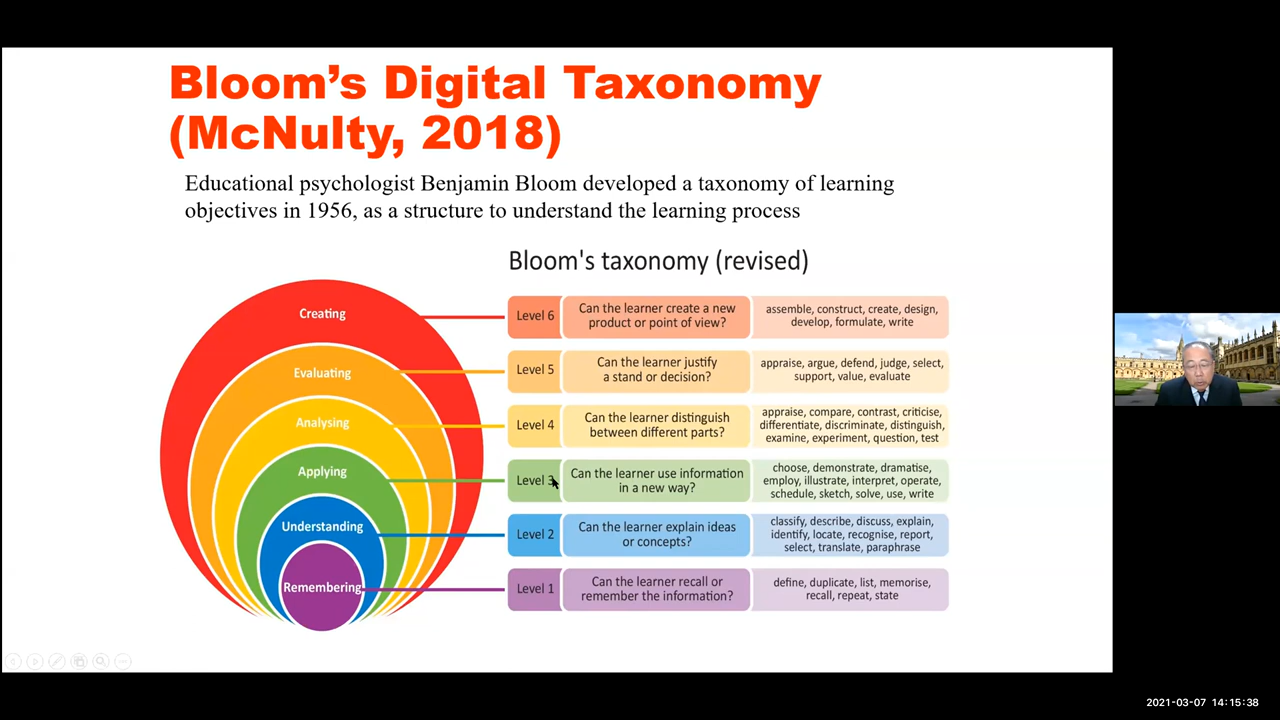 Bloom's Digital Taxonomy
(McNulty, 2018)
Educational psychologist Benjamin Bloom developed a taxonomy of learning
objectives in 1956, as a structure to understand the learning process
Bloom's taxonomy (revised)
Creating
Level 6
Can the learner create a new
product or point of view?
assemble, construct, create, design,
develop, formulate, write
Evaluating
Level 5
Can the learner justify
a stand or decision?
appraise, argue, defend, judge, select,
support, value, evaluate
Analysing
Level 4
Can the learner distinguish
between different parts?
appraise, compare, contrast, criticise,
differentiate, discriminate, distinguish,
examine, experiment, question, test
Applying
Level 3
Can the learner use information
in a new way?
choose, demonstrate, dramatise,
employ, illustrate, interpret, operate,
schedule, sketch, solve, use, write
Understanding
Level 2
Can the learner explain ideas
or concepts?
classify, describe, discuss, explain,
identify, locate, recognise, report,
select, translate, paraphrase
Remembering
Level 1
Can the learner recall or
remember the information?
define, duplicate, list, memorise,
recall, repeat, state
2021-03-07 14:15:38